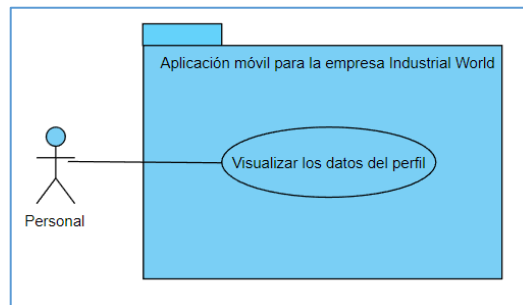 Aplicación móvil para la empresa Industrial World
Visualizar los datos del perfil
Personal